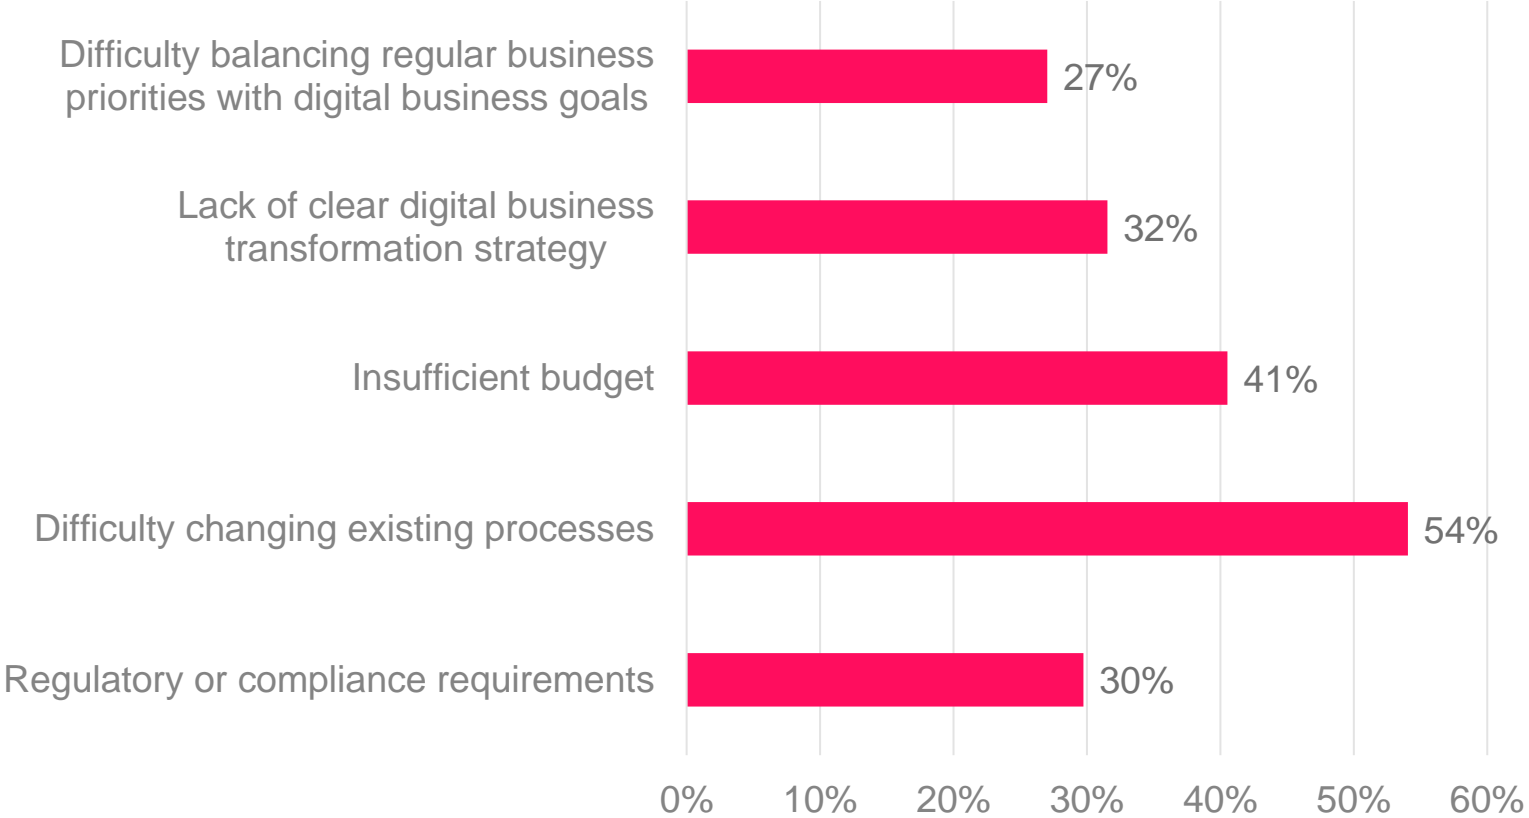 Difficulty balancing regular business
priorities with digital business goals
27%
Lack of clear digital business
transformation strategy
32%
Insufficient budget
41%
Difficulty changing existing processes
54%
Regulatory or compliance requirements
30%
0% 10% 20% 30% 40% 50% 60%